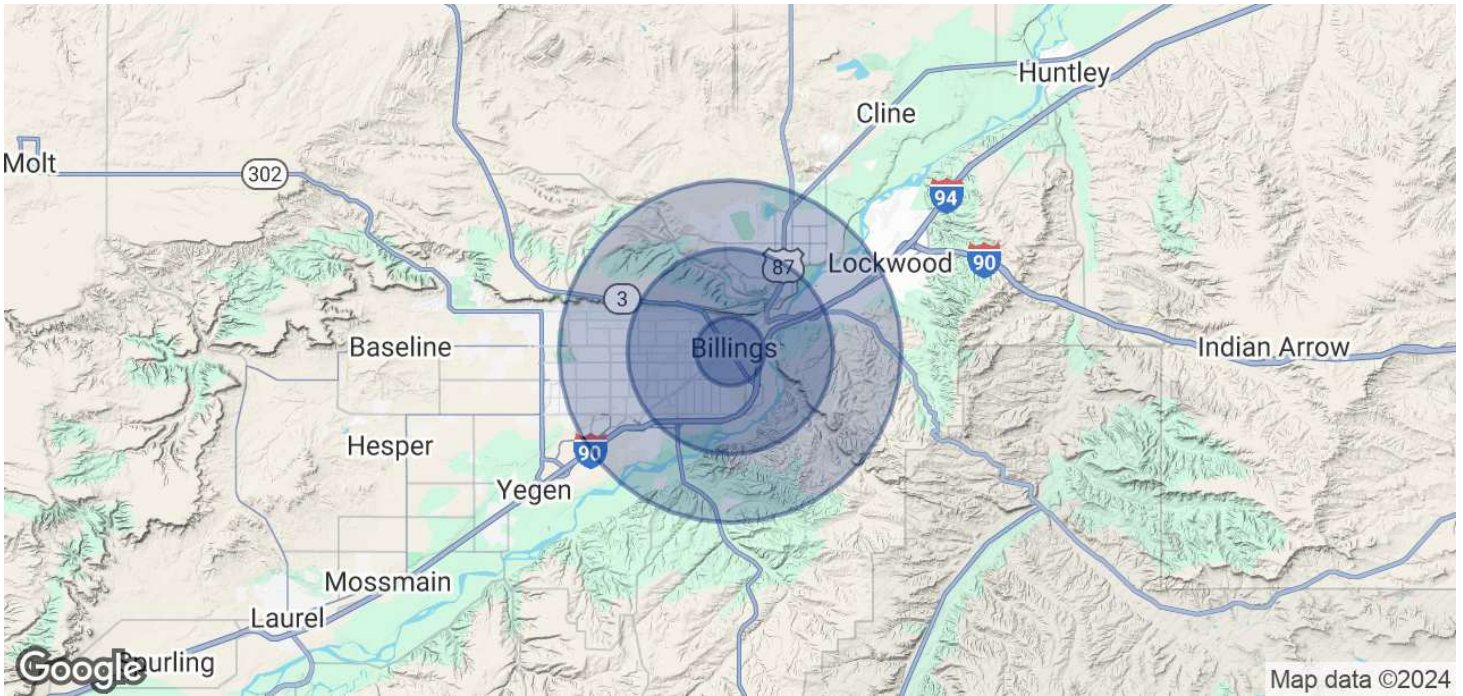 Huntley
Cline
Molt
302
94
87
Lockwood
90
3
Baseline
Billings
Indian Arrow
Hesper
90
Yegen
Mossmain
Laurel
Google
Spurling
Map data ©2024